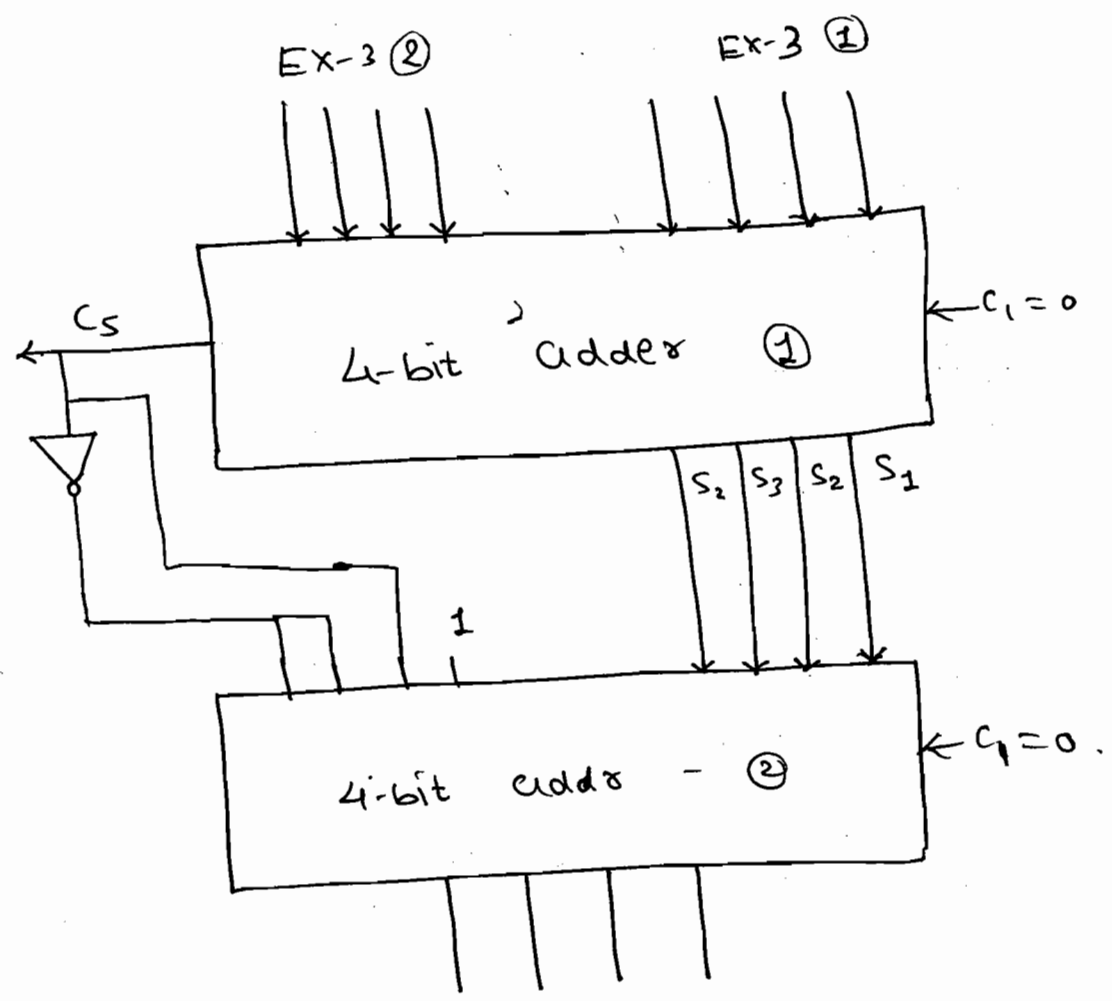 Ex-3 ② Ex-3 ①
C5
C1 = 0
4-bit adder ①
S2 S3 S2 S1
1
4-bit addr - ②
C1 = 0.